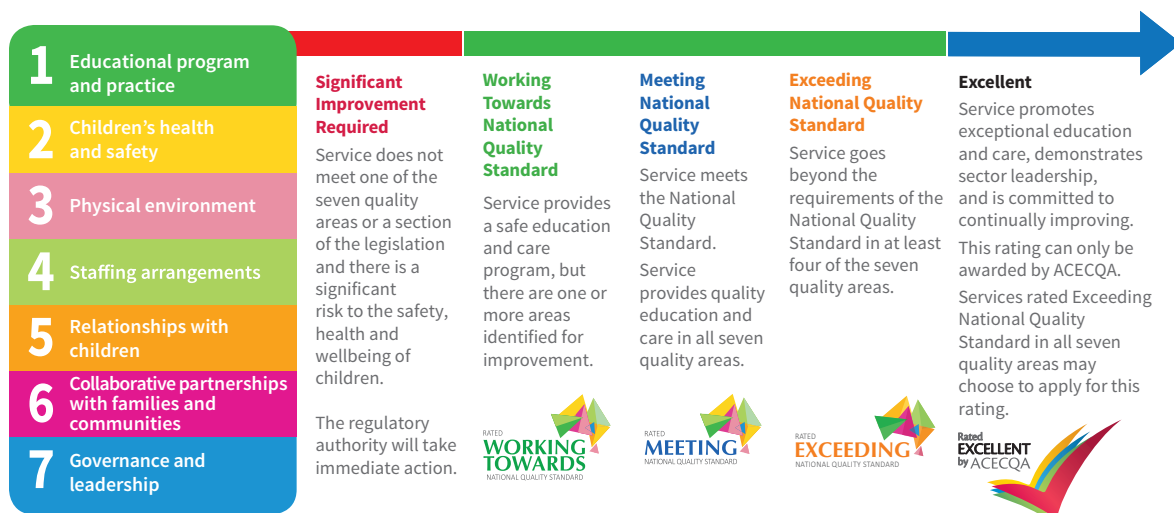 1
Educational program
and practice
2
Children's health
and safety
3
Physical environment
4
Staffing arrangements
5
Relationships with
children
6
Collaborative partnerships
with families and
communities
7
Governance and
leadership
Significant
Improvement
Required
Service does not
meet one of the
seven quality
areas or a section
of the legislation
and there is a
significant
risk to the safety,
health and
wellbeing of
children.
The regulatory
authority will take
immediate action.
Working
Towards
National
Quality
Standard
Service provides
a safe education
and care
program, but
there are one or
more areas
identified for
improvement.
RATED
WORKING
TOWARDS
NATIONAL QUALITY STANDARD
Meeting
National
Quality
Standard
Service meets
the National
Quality
Standard.
Service
provides quality
education and
care in all seven
quality areas.
RATED
MEETING
NATIONAL QUALITY STANDARD
Exceeding
National Quality
Standard
Service goes
beyond the
requirements of the
National Quality
Standard in at least
four of the seven
quality areas.
RATED
EXCEEDING
NATIONAL QUALITY STANDARD
Excellent
Service promotes
exceptional education
and care, demonstrates
sector leadership,
and is committed to
continually improving.
This rating can only be
awarded by ACECQA.
Services rated Exceeding
National Quality
Standard in all seven
quality areas may
choose to apply for this
rating.
Rated
EXCELLENT
by ACECQA